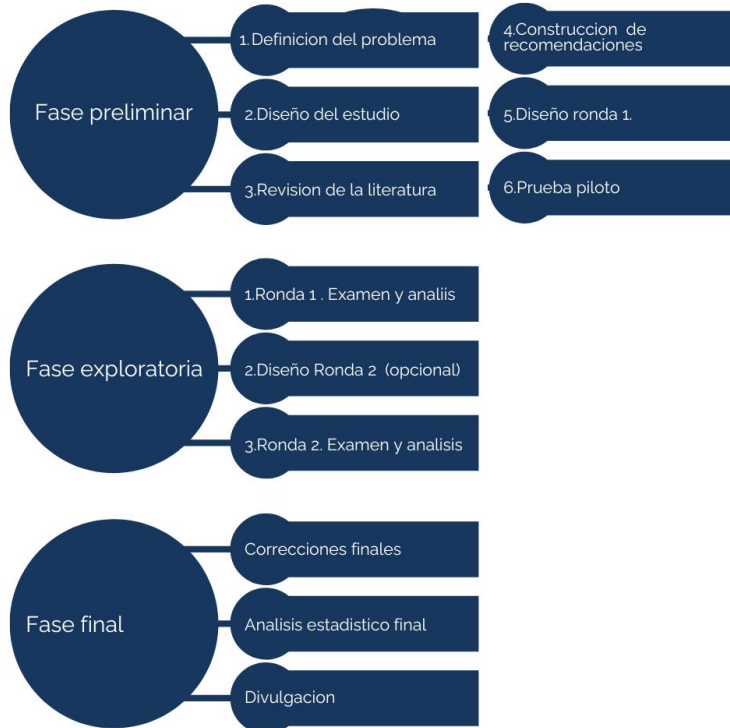 Fase preliminar
1.Definicion del problema
2.Diseño del estudio
3.Revision de la literatura
4.Construccion de
recomendaciones
5.Diseño ronda 1.
6.Prueba piloto
Fase exploratoria
1.Ronda 1 . Examen y analiis
2.Diseño Ronda 2 (opcional)
3.Ronda 2. Examen y analisis
Fase final
Correcciones finales
Analisis estadistico final
Divulgacion